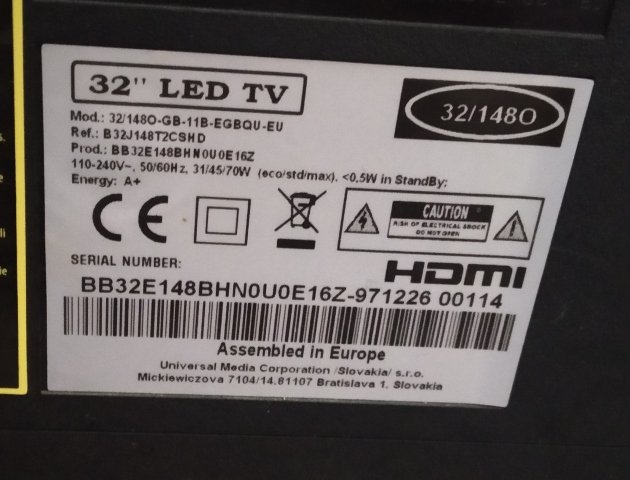 32" LED TV
32/148O
Mod.: 32/148O-GB-11B-EGBQU-EU
Ref.: B32J148T2CSHD
Prod.: BB32E148BHN0U0E16Z
110-240V~, 50/60Hz, 31/45/70W (eco/std/max). <0,5W in StandBy;
Energy: A+
CE
CAUTION
RISK OF ELECTRICAL SHOCK
DO NOT OPEN
HDMI
SERIAL NUMBER:
BB32E148BHN0U0E16Z-971226 00114
Assembled in Europe
Universal Media Corporation /Slovakia/ s.r.o.
Mickiewiczova 7104/14.81107 Bratislava 1. Slovakia